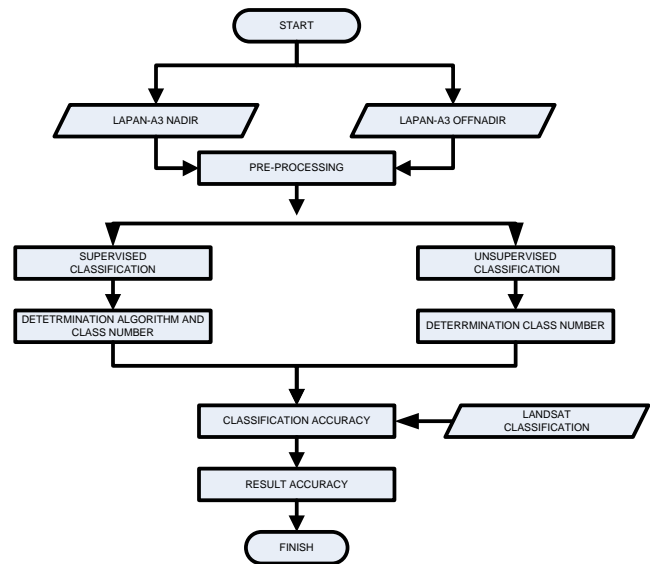 START
LAPAN-A3 NADIR
LAPAN-A3 OFFNADIR
PRE-PROCESSING
SUPERVISED
CLASSIFICATION
UNSUPERVISED
CLASSIFICATION
DETETRMINATION ALGORITHM AND
CLASS NUMBER
DETERRMINATION CLASS NUMBER
CLASSIFICATION ACCURACY
LANDSAT
CLASSIFICATION
RESULT ACCURACY
FINISH